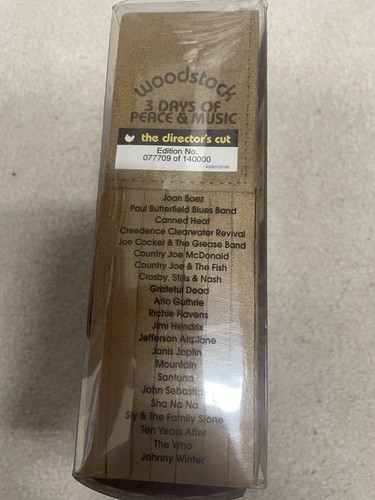 woodstock
3 DAYS OF
PEACE & MUSIC
the director's cut
Edition No.
077709 of 140000
Joan Baez
Paul Butterfield Blues Band
Canned Heat
Creedence Clearwater Revival
Joe Cocker & The Grease Band
Country Joe McDonald
Country Joe & The Fish
Crosby, Stills & Nash
Grateful Dead
Arlo Guthrie
Richie Havens
Jimi Hendrix
Jefferson Airplane
Janis Joplin
Mountain
Santana
John Sebastian
Sha Na Na
Sly & The Family Stone
Ten Years After
The Who
Johnny Winter